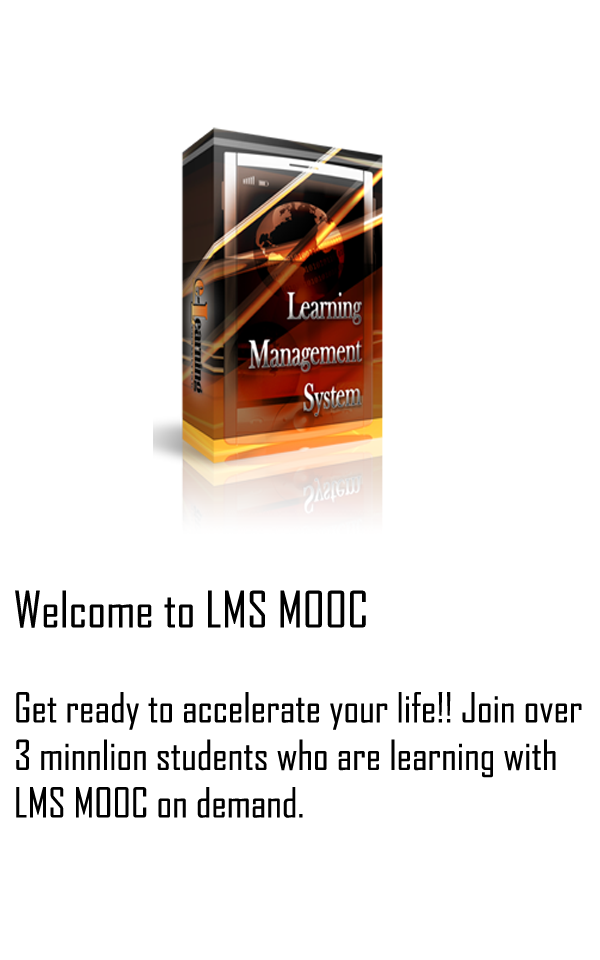 Learning
Management
System
e-Learning
Welcome to LMS MOOC
Get ready to accelerate your life!! Join over
3 minnlion students who are learning with
LMS MOOC on demand.